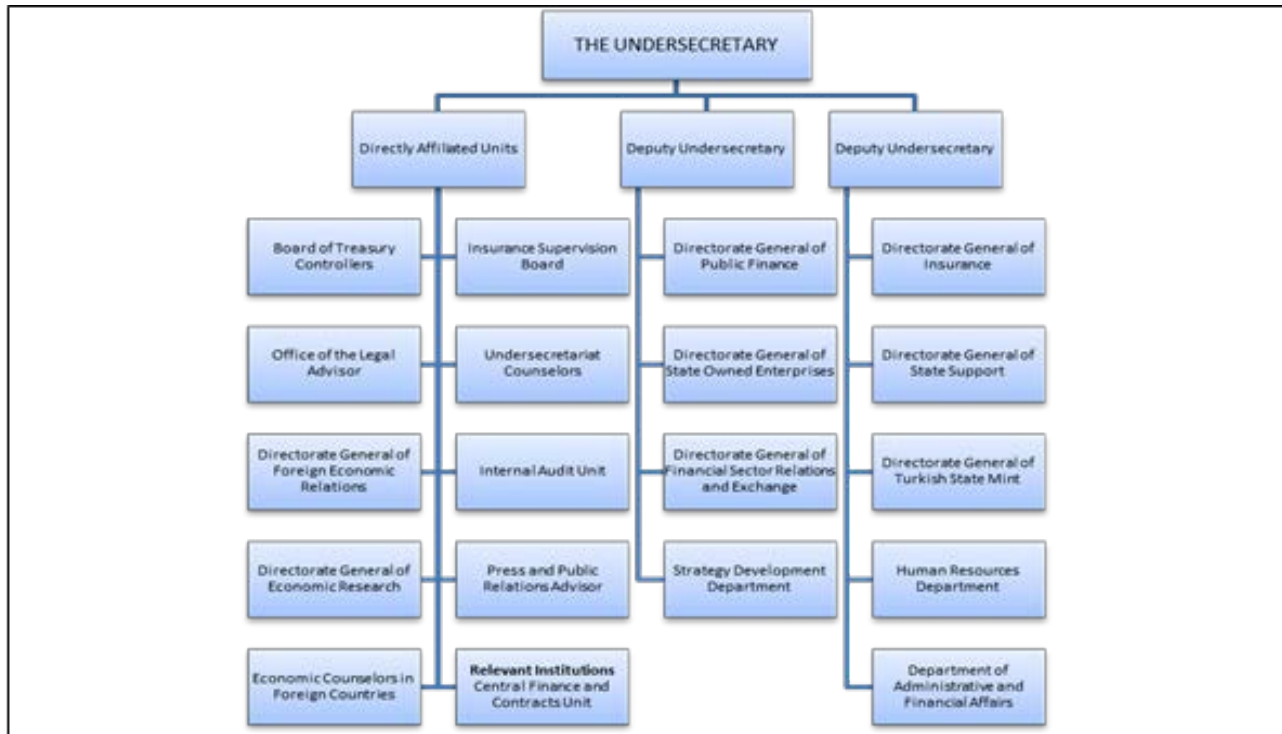 THE UNDERSECRETARY
Directly Affiliated Units
Deputy Undersecretary
Deputy Undersecretary
Board of Treasury
Controllers
Insurance Supervision
Board
Directorate General of
Public Finance
Directorate General of
Insurance
Office of the Legal
Advisor
Undersecretariat
Counselors
Directorate General of
State Owned Enterprises
Directorate General of
State Support
Directorate General of
Foreign Economic
Relations
Internal Audit Unit
Directorate General of
Financial Sector Relations
and Exchange
Directorate General of
Turkish State Mint
Directorate General of
Economic Research
Press and Public
Relations Advisor
Strategy Development
Department
Human Resources
Department
Economic Counselors in
Foreign Countries
Relevant Institutions
Central Finance and
Contracts Unit
Department of
Administrative and
Financial Affairs